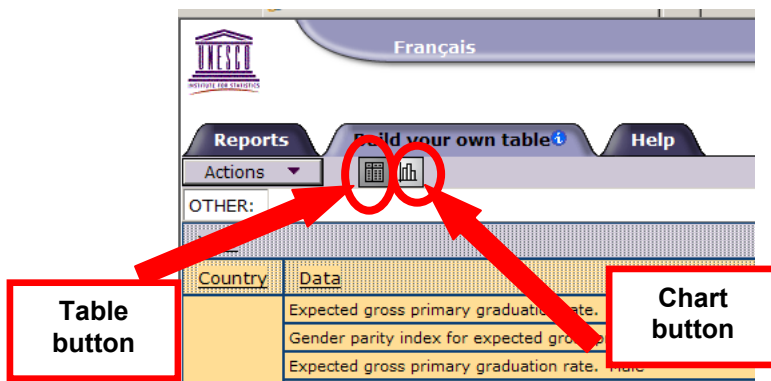 Français
UNESCO
INSTITUTE FOR STATISTICS
Reports
Build your own table
Help
Actions
OTHER:
Country
Data
Expected gross primary graduation rate.
Gender parity index for expected
Expected gross primary graduation rate. Male
Table
button
Chart
button